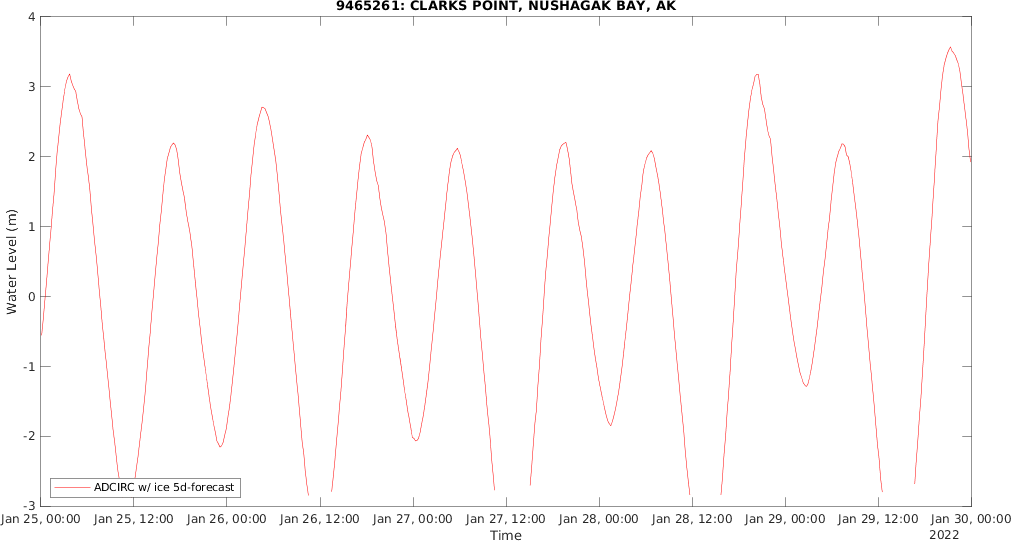 9465261: CLARKS POINT, NUSHAGAK BAY, AK
4
3
2
1
0
-1
-2
-3
Water Level (m)
ADCIRC w/ ice 5d-forecast
Jan 25, 00:00 Jan 25, 12:00 Jan 26, 00:00 Jan 26, 12:00 Jan 27, 00:00 Jan 27, 12:00 Jan 28, 00:00 Jan 28, 12:00 Jan 29, 00:00 Jan 29, 12:00 Jan 30, 00:00
Time
2022